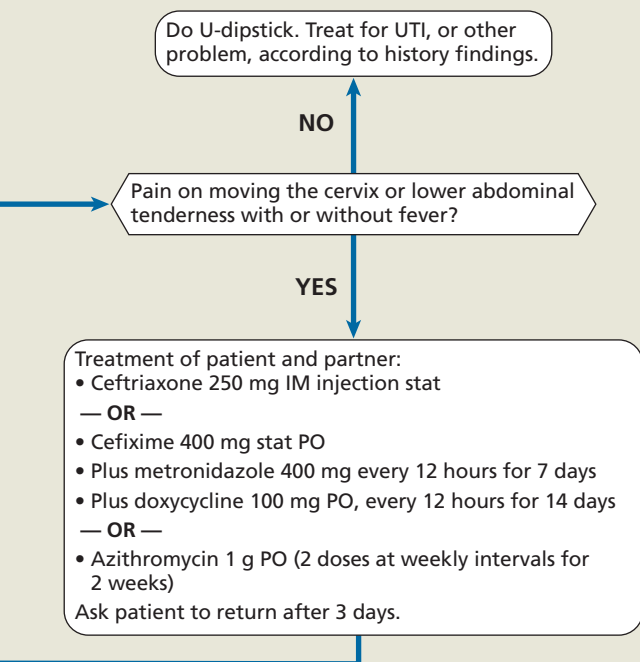 Do U-dipstick. Treat for UTI, or other
problem, according to history findings.
NO
Pain on moving the cervix or lower abdominal
tenderness with or without fever?
YES
Treatment of patient and partner:
• Ceftriaxone 250 mg IM injection stat
— OR —
• Cefixime 400 mg stat PO
• Plus metronidazole 400 mg every 12 hours for 7 days
• Plus doxycycline 100 mg PO, every 12 hours for 14 days
— OR —
• Azithromycin 1 g PO (2 doses at weekly intervals for
2 weeks)
Ask patient to return after 3 days.